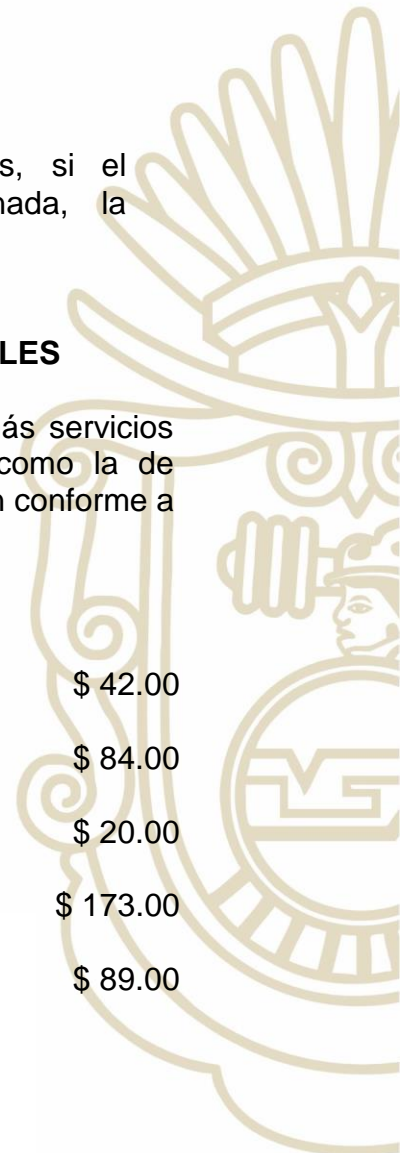 s, si el
nada, la
LES
ás servicios
como la de
n conforme a
$ 42.00
$ 84.00
$ 20.00
$ 173.00
$ 89.00